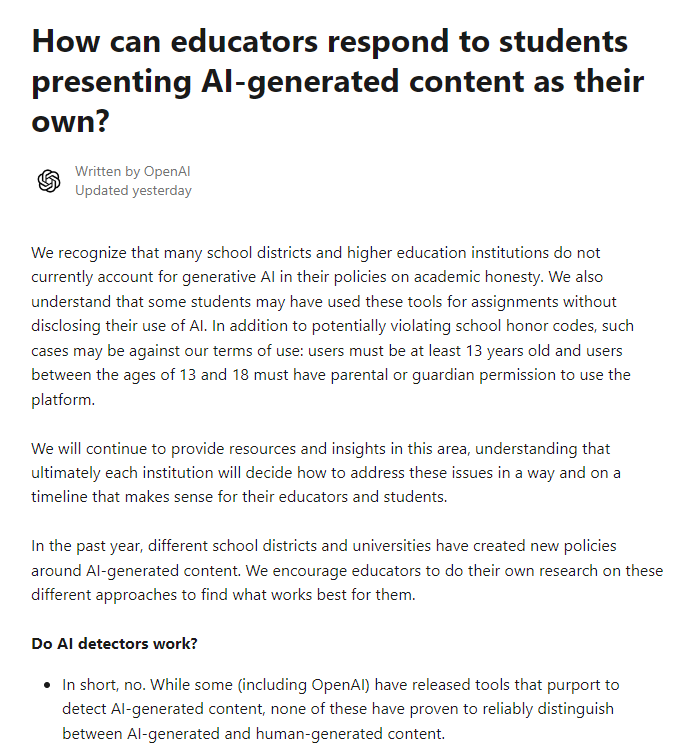 How can educators respond to students
presenting AI-generated content as their
own?
Written by OpenAI
Updated yesterday
We recognize that many school districts and higher education institutions do not
currently account for generative AI in their policies on academic honesty. We also
understand that some students may have used these tools for assignments without
disclosing their use of AI. In addition to potentially violating school honor codes, such
cases may be against our terms of use: users must be at least 13 years old and users
between the ages of 13 and 18 must have parental or guardian permission to use the
platform.
We will continue to provide resources and insights in this area, understanding that
ultimately each institution will decide how to address these issues in a way and on a
timeline that makes sense for their educators and students.
In the past year, different school districts and universities have created new policies
around AI-generated content. We encourage educators to do their own research on these
different approaches to find what works best for them.
Do AI detectors work?
• In short, no. While some (including OpenAI) have released tools that purport to
detect AI-generated content, none of these have proven to reliably distinguish
between AI-generated and human-generated content.